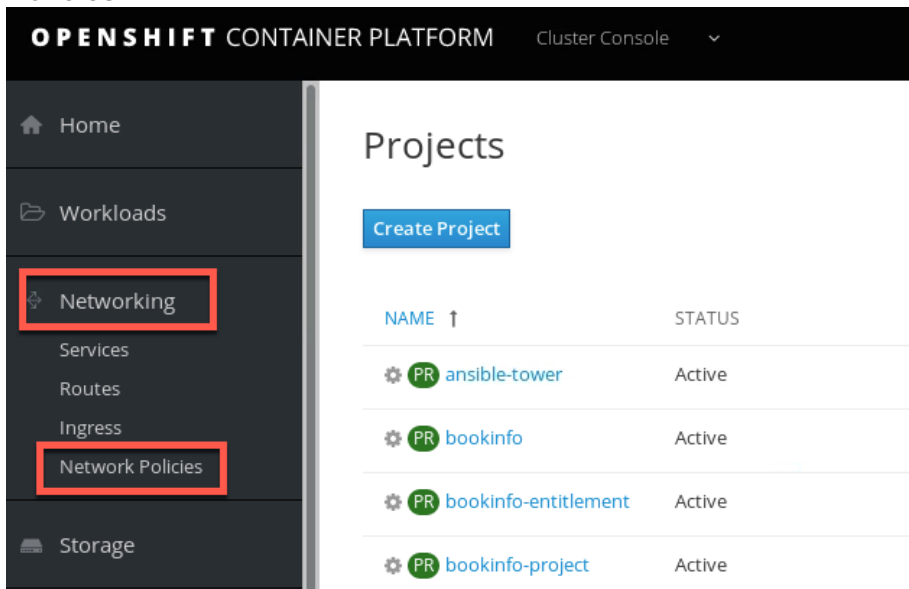 OPENSHIFT CONTAINER PLATFORM Cluster Console
Home
Workloads
Networking
Services
Routes
Ingress
Network Policies
Storage
Projects
Create Project
NAME ↑ STATUS
PR ansible-tower Active
PR bookinfo Active
PR bookinfo-entitlement Active
PR bookinfo-project Active